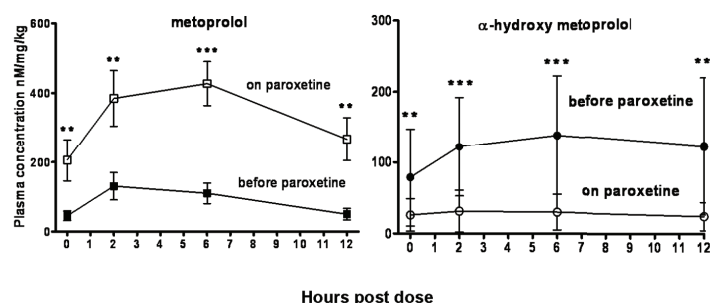 metoprolol
600
400
200
0
Plasma concentration nM/mg/kg
**
**
***
**
on paroxetine
before paroxetine
0 1 2 3 4 5 6 7 8 9 10 11 12
α-hydroxy metoprolol
300
200
100
0
**
***
***
**
before paroxetine
on paroxetine
0 1 2 3 4 5 6 7 8 9 10 11 12
Hours post dose